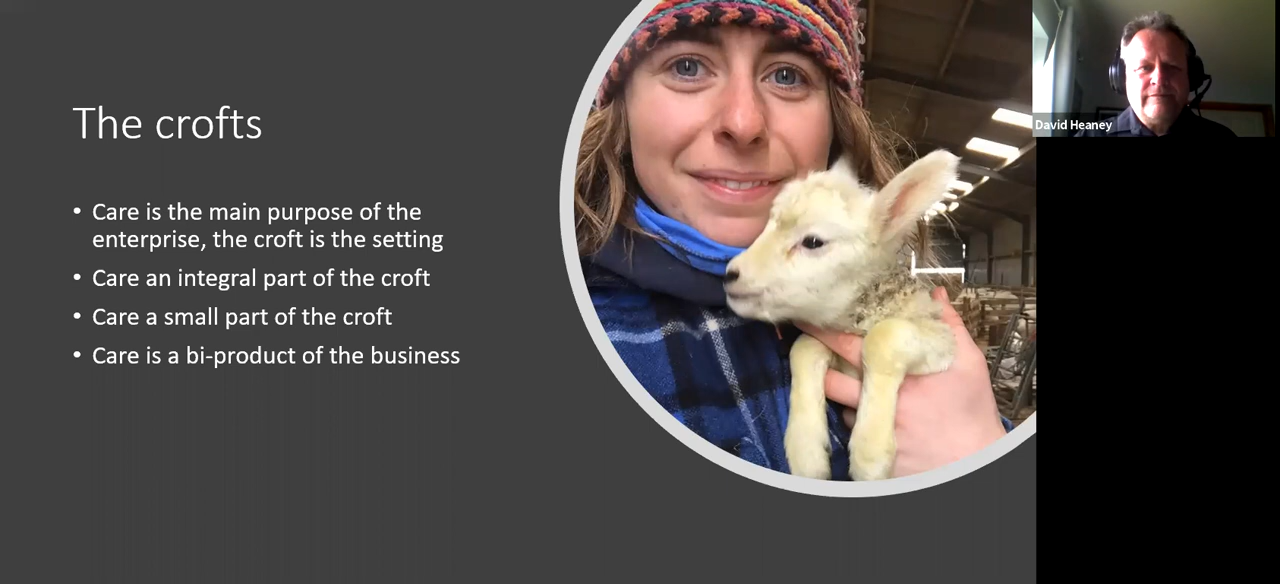 The crofts
• Care is the main purpose of the
enterprise, the croft is the setting
• Care an integral part of the croft
• Care a small part of the croft
• Care is a bi-product of the business
David Heaney